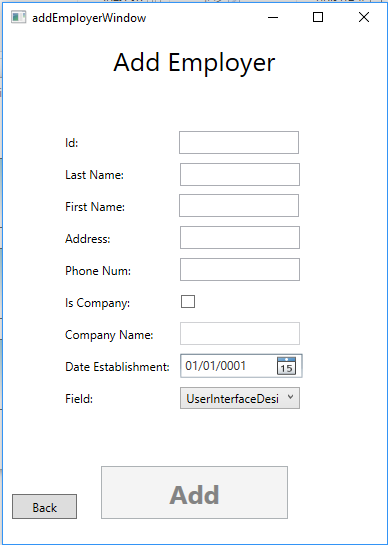 addEmployerWindow
Add Employer
Id:
Last Name:
First Name:
Address:
Phone Num:
Is Company:
Company Name:
Date Establishment: 01/01/0001 15
Field: UserInterfaceDesi
Add
Back